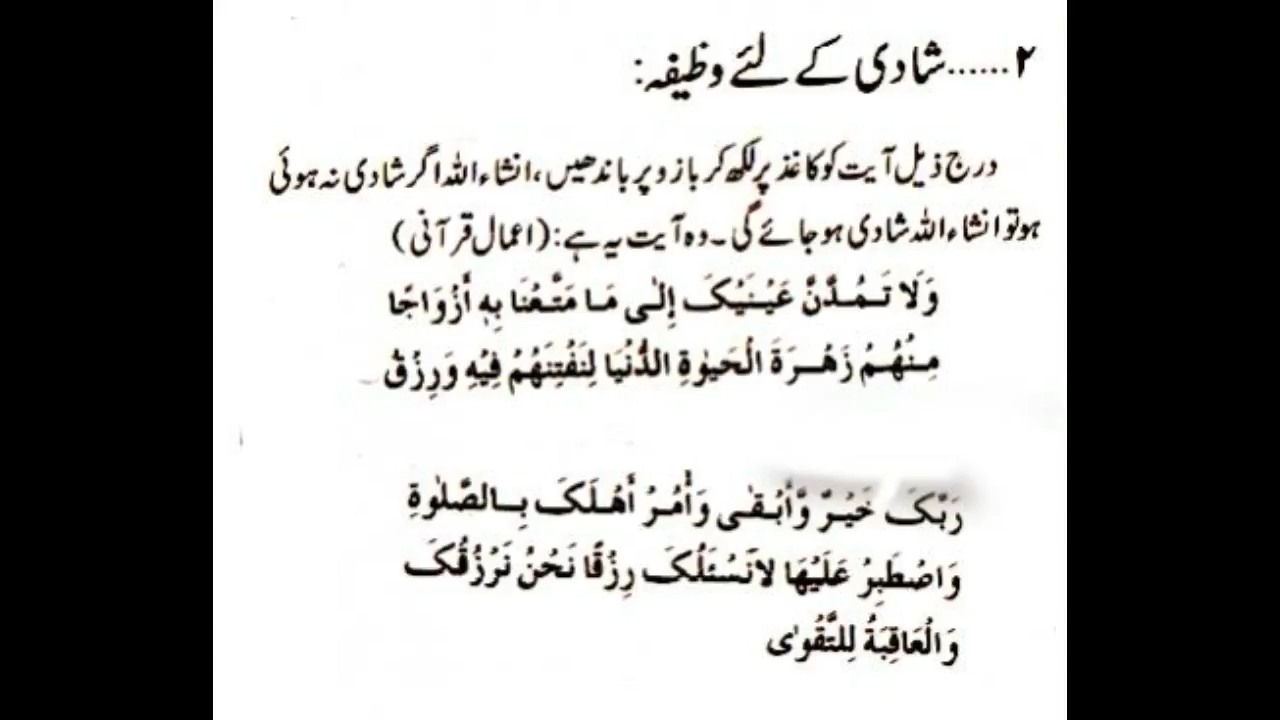 ۲......شادی کے لئے وظیفہ:
درج ذیل آیت کو کاغذ پر لکھ کر بازو پر باندھیں، انشاء اللہ اگر شادی نہ ہوئی
ہو تو انشاء اللہ شادی ہو جائے گی۔ وہ آیت یہ ہے: (اعمال قرآنی)
وَلَا تَمُدَّنَّ عَيْنَيْكَ إِلٰى مَا مَتَّعْنَا بِهٖ أَزْوَاجًا
مِنْهُمْ زَهْرَةَ الْحَيٰوةِ الدُّنْيَا لِنَفْتِنَهُمْ فِيْهِ وَرِزْقُ
رَبِّكَ خَيْرٌ وَّأَبْقٰى وَأْمُرْ أَهْلَكَ بِالصَّلٰوةِ
وَاصْطَبِرْ عَلَيْهَا لَانَسْئَلُكَ رِزْقًا نَحْنُ نَرْزُقُكَ
وَالْعَاقِبَةُ لِلتَّقْوٰى